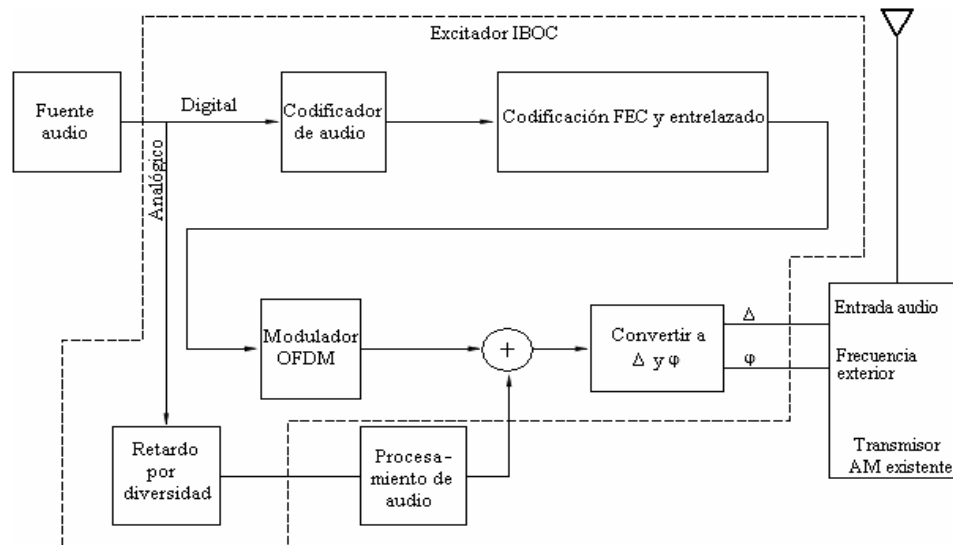 Excitador IBOC
Fuente
audio
Digital
Analógico
Codificador
de audio
Codificación FEC y entrelazado
Modulador
OFDM
+
Convertir a
Δ y φ
Δ
φ
Entrada audio
Frecuencia
exterior
Transmisor
AM existente
Retardo
por
diversidad
Procesa-
miento de
audio